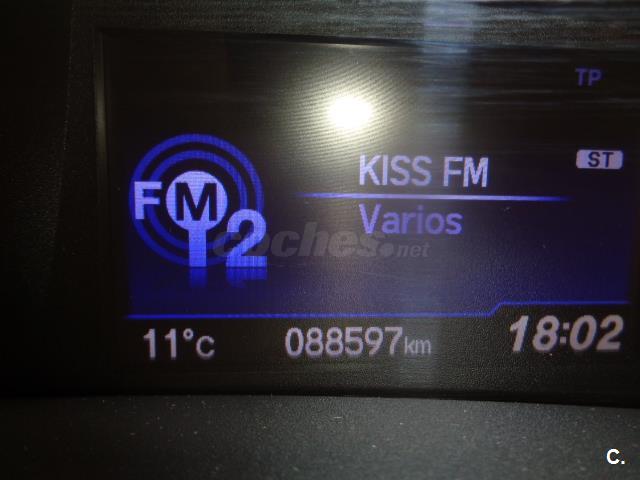 TP
KISS FM
ST
FM2
Varios
coches.net
11°C
088597km
18:02
C.